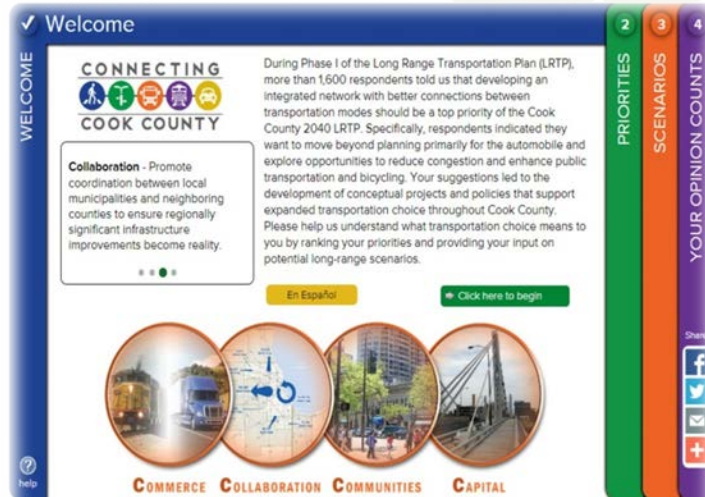 ✓ Welcome
WELCOME
CONNECTING
COOK COUNTY
Collaboration - Promote
coordination between local
municipalities and neighboring
counties to ensure regionally
significant infrastructure
improvements become reality.
During Phase I of the Long Range Transportation Plan (LRTP),
more than 1,600 respondents told us that developing an
integrated network with better connections between
transportation modes should be a top priority of the Cook
County 2040 LRTP. Specifically, respondents indicated they
want to move beyond planning primarily for the automobile and
explore opportunities to reduce congestion and enhance public
transportation and bicycling. Your suggestions led to the
development of conceptual projects and policies that support
expanded transportation choice throughout Cook County.
Please help us understand what transportation choice means to
you by ranking your priorities and providing your input on
potential long-range scenarios.
En Español
Click here to begin
COMMERCE COLLABORATION COMMUNITIES CAPITAL
? help
2
PRIORITIES
3
SCENARIOS
4
YOUR OPINION COUNTS
Share